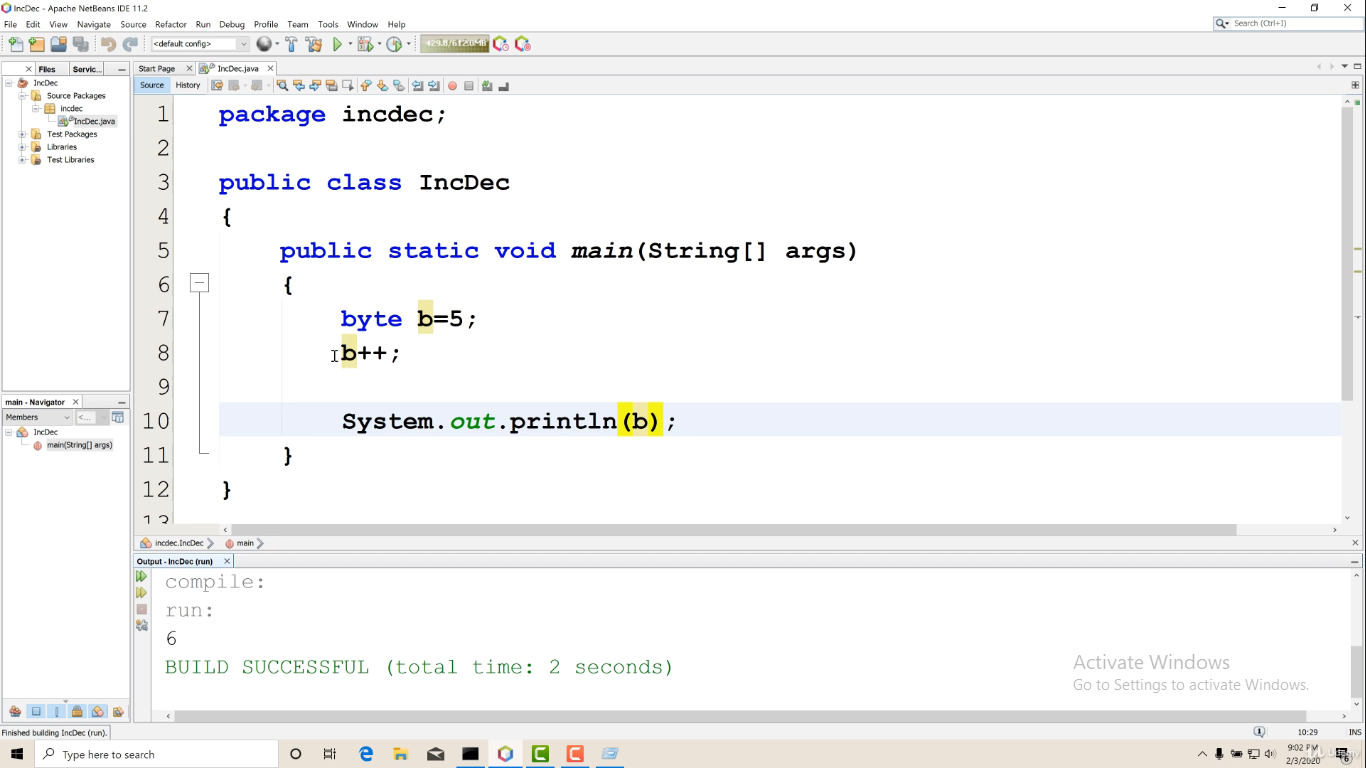 IncDec - Apache NetBeans IDE 11.2
File Edit View Navigate Source Refactor Run Debug Profile Team Tools Window Help
Search (Ctrl+I)
<default config>
429.0/612.0MB
Files Servic...
Start Page IncDec.java
Source History
IncDec
Source Packages
incdec
IncDec.java
Test Packages
Libraries
Test Libraries
1 package incdec;
2
3 public class IncDec
4 {
5 public static void main(String[] args)
6 {
7 byte b=5;
8 b++;
9
10 System.out.println(b);
11 }
12 }
13
main - Navigator
Members <...
IncDec
main(String[] args)
incdec.IncDec main
Output - IncDec (run)
compile:
run:
6
BUILD SUCCESSFUL (total time: 2 seconds)
Activate Windows
Go to Settings to activate Windows.
Finished building IncDec (run).
10:29 INS
Type here to search
9:02 PM
2/3/2020